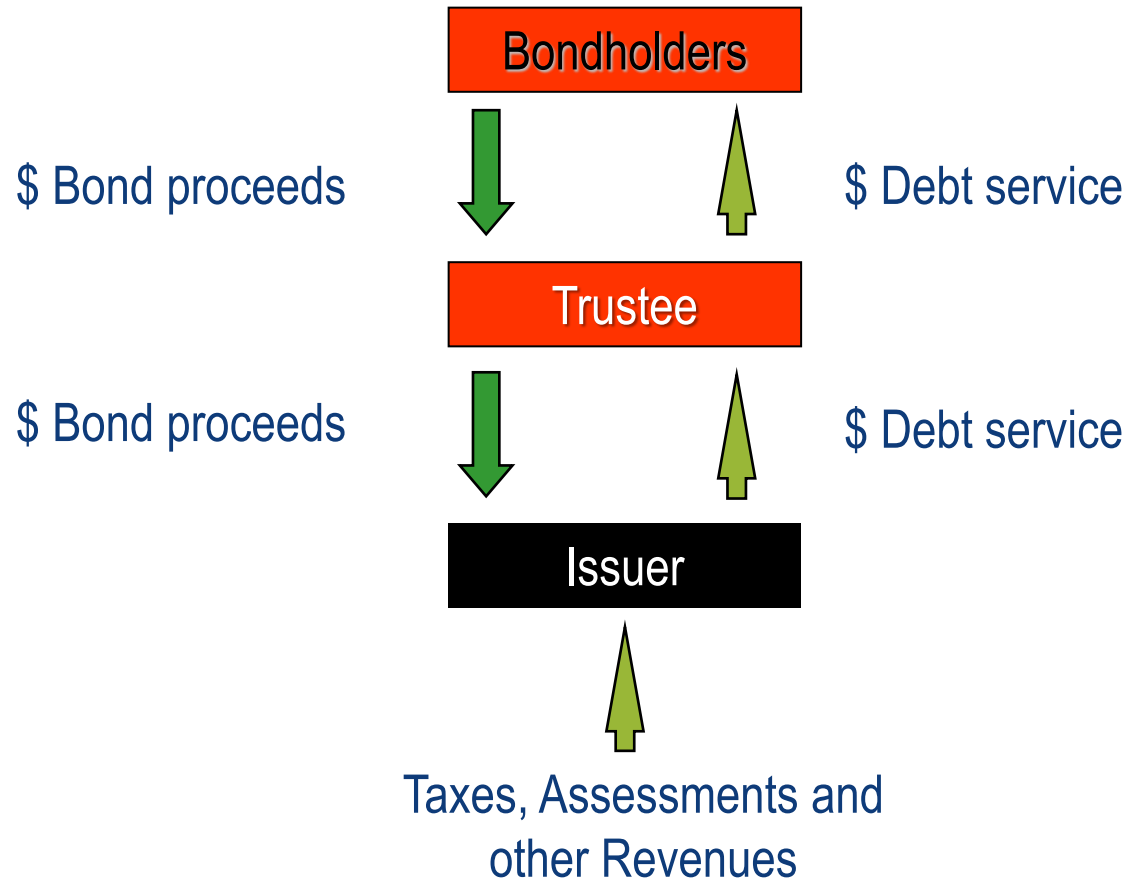 Bondholders
$ Bond proceeds
$ Debt service
Trustee
$ Bond proceeds
$ Debt service
Issuer
Taxes, Assessments and
other Revenues